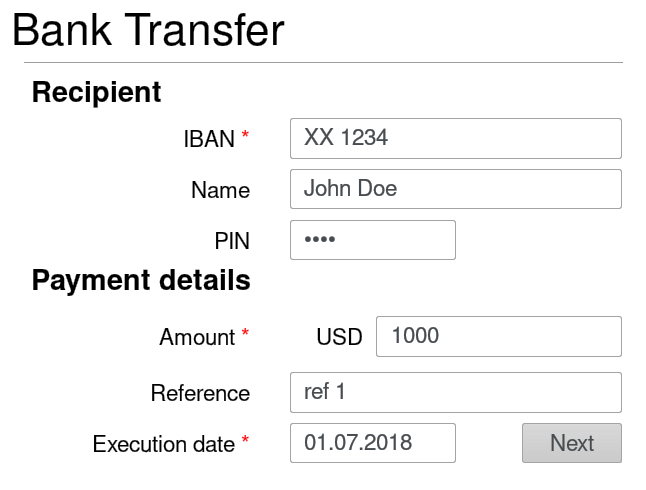 Bank Transfer
Recipient
IBAN * XX 1234
Name John Doe
PIN ••••
Payment details
Amount * USD 1000
Reference ref 1
Execution date * 01.07.2018 Next